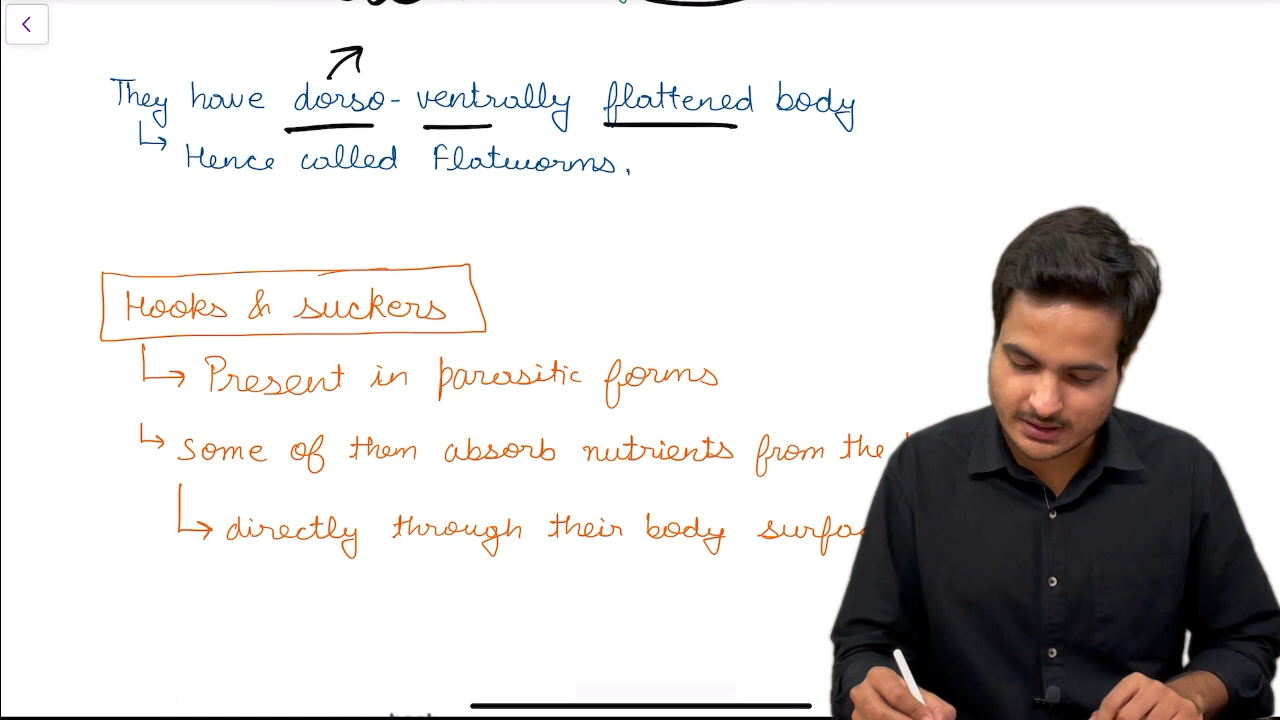 They have dorso-ventrally flattened body
Hence called Flatworms.
Hooks & suckers
Present in parasitic forms
Some of them absorb nutrients from the
directly through their body